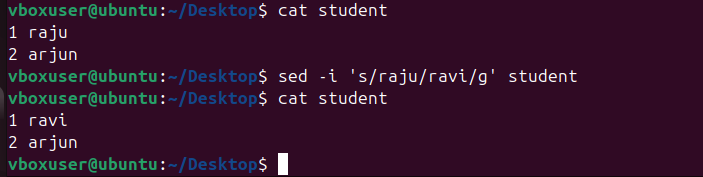 vboxuser@ubuntu:~/Desktop$ cat student
1 raju
2 arjun
vboxuser@ubuntu:~/Desktop$ sed -i 's/raju/ravi/g' student
vboxuser@ubuntu:~/Desktop$ cat student
1 ravi
2 arjun
vboxuser@ubuntu:~/Desktop$